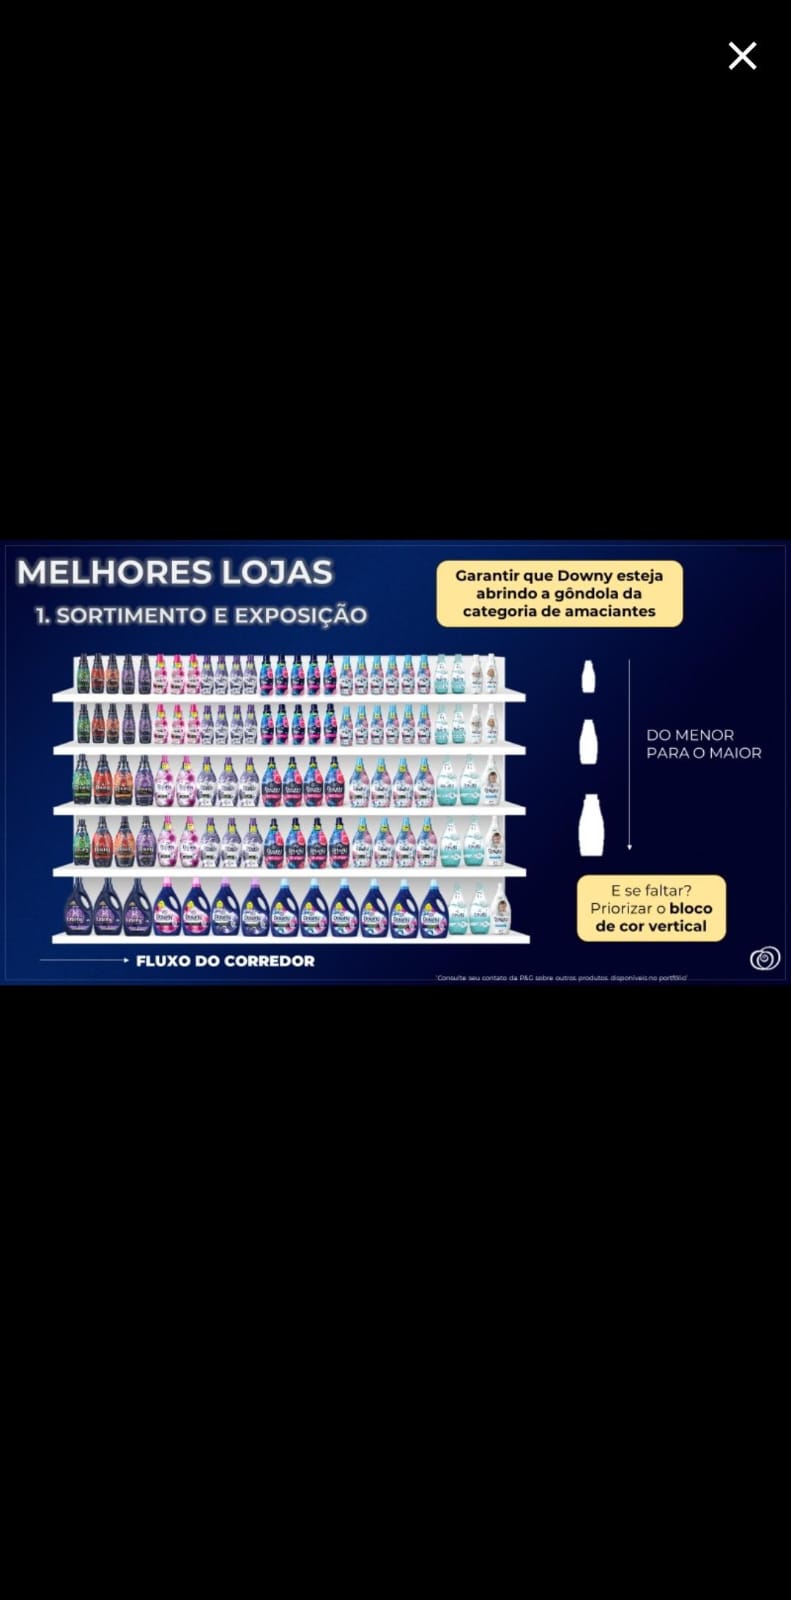 MELHORES LOJAS
1. SORTIMENTO E EXPOSIÇÃO
Garantir que Downy esteja
abrindo a gôndola da
categoria de amaciantes
DO MENOR
PARA O MAIOR
E se faltar?
Priorizar o bloco
de cor vertical
FLUXO DO CORREDOR
*Consulte seu contato da P&G sobre outros produtos disponíveis no portfólio*